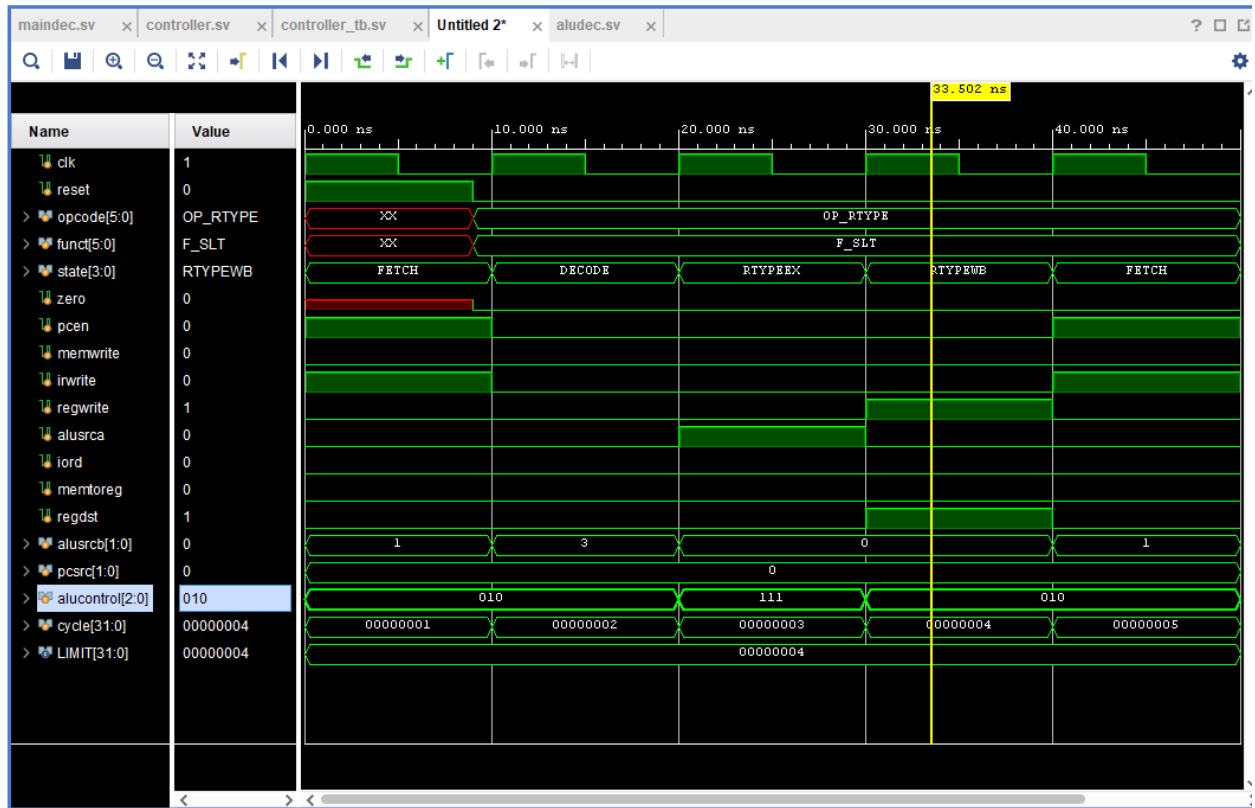 maindec.sv × controller.sv × controller_tb.sv × Untitled 2* × aludec.sv × ?
33.502 ns
Name Value 0.000 ns 10.000 ns 20.000 ns 30.000 ns 40.000 ns
clk 1
reset 0
> opcode[5:0] OP_RTYPE XX OP_RTYPE
> funct[5:0] F_SLT XX F_SLT
> state[3:0] RTYPEWB FETCH DECODE RTYPEEX RTYPEWB FETCH
zero 0
pcen 0
memwrite 0
irwrite 0
regwrite 1
alusrca 0
iord 0
memtoreg 0
regdst 1
> alusrcb[1:0] 0 1 3 0 1
> pcsrc[1:0] 0 0
> alucontrol[2:0] 010 010 111 010
> cycle[31:0] 00000004 00000001 00000002 00000003 00000004 00000005
> LIMIT[31:0] 00000004 00000004